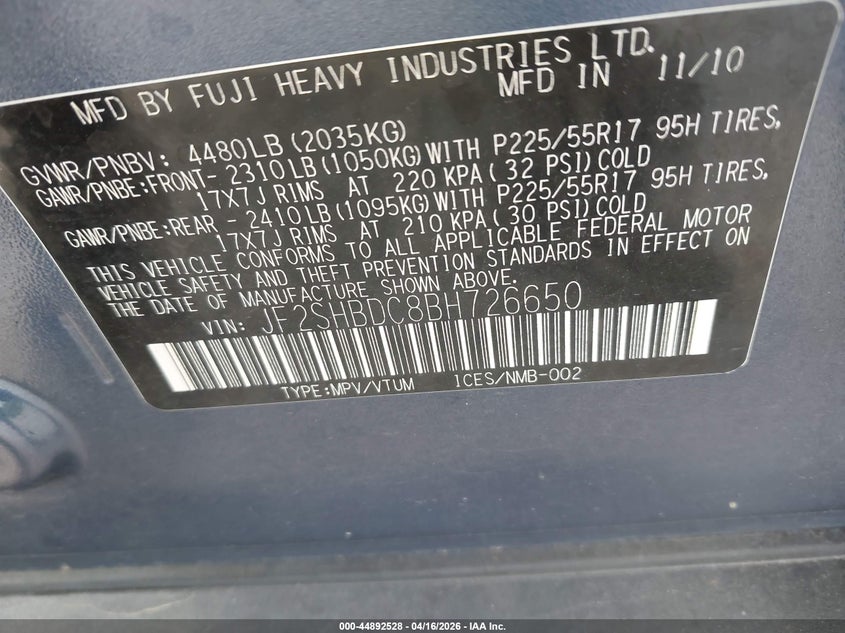 MFD BY FUJI HEAVY INDUSTRIES LTD.
MFD IN 11/10
GVWR/PNBV: 4480LB(2035KG)
GAWR/PNBE:FRONT- 2310LB(1050KG)WITH P225/55R17 95H TIRES,
17X7J RIMS AT 220 KPA(32 PSI)COLD
GAWR/PNBE:REAR - 2410LB(1095KG)WITH P225/55R17 95H TIRES,
17X7J RIMS AT 210 KPA(30 PSI)COLD
THIS VEHICLE CONFORMS TO ALL APPLICABLE FEDERAL MOTOR
VEHICLE SAFETY AND THEFT PREVENTION STANDARDS IN EFFECT ON
THE DATE OF MANUFACTURE SHOWN ABOVE.
VIN: JF2SHBDC8BH726650
TYPE:MPV/VTUM ICES/NMB-002
000-44892528 - 04/16/2026 - IAA Inc.